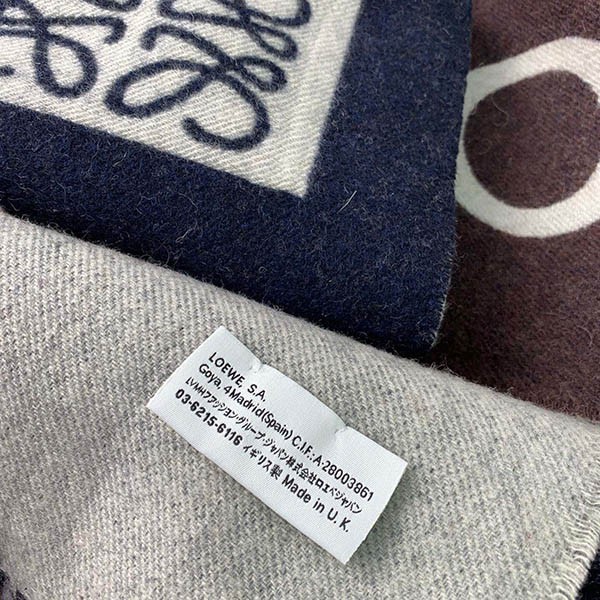 LOEWE, S.A.
Goya, 4 Madrid(Spain) C.I.F.:A-28003861
LVMHファッション・グループ・ジャパン株式会社ロエベジャパン
03-6215-6116 イギリス製 Made in U. K.